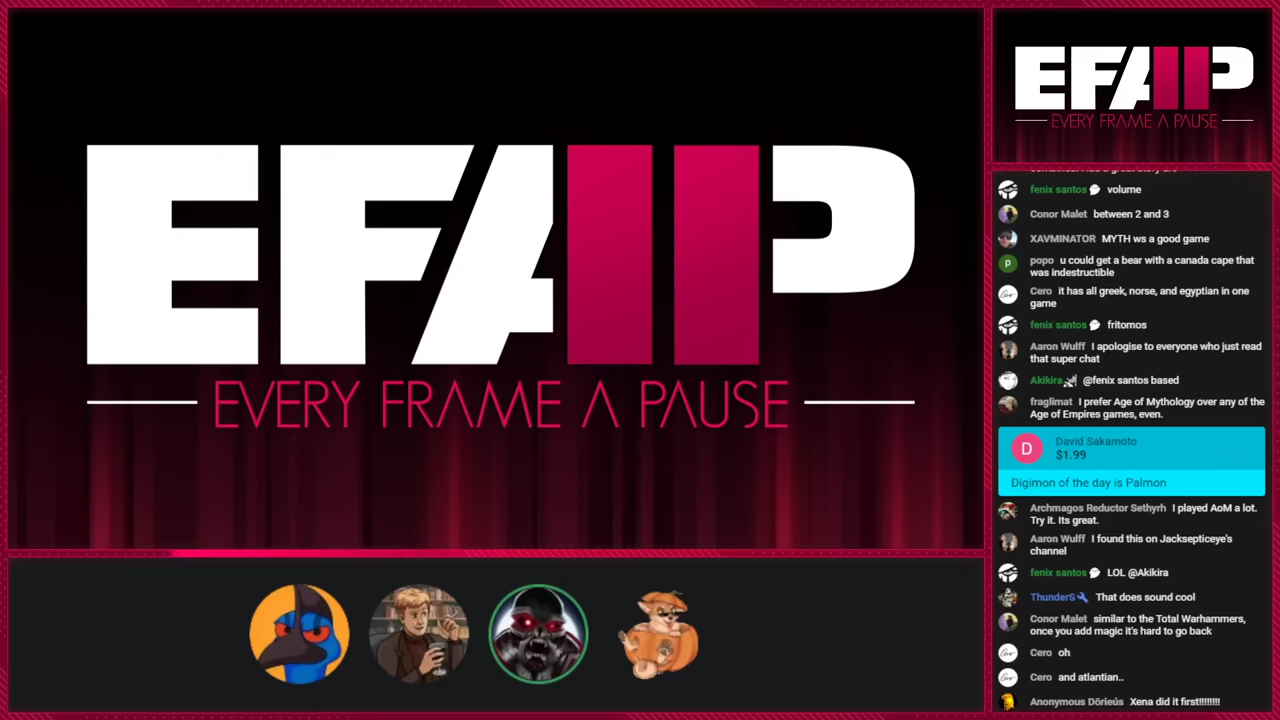 EFAP
EVERY FRAME A PAUSE
EFAP
EVERY FRAME A PAUSE
fenix santos volume
Conor Malet between 2 and 3
XAVMINATOR MYTH ws a good game
P
popo u could get a bear with a canada cape that
was indestructible
Cero it has all greek, norse, and egyptian in one
game
fenix santos fritomos
Aaron Wulff I apologise to everyone who just read
that super chat
Akikira @fenix santos based
fraglimat I prefer Age of Mythology over any of the
Age of Empires games, even.
D
David Sakamoto
$1.99
Digimon of the day is Palmon
Archmagos Reductor Sethyrh I played AoM a lot.
Try it. Its great.
Aaron Wulff I found this on Jacksepticeye's
channel
fenix santos LOL @Akikira
ThunderS That does sound cool
Conor Malet similar to the Total Warhammers,
once you add magic it's hard to go back
Cero oh
Cero and atlantian..
Anonymous Dōrieús Xena did it first!!!!!!!!